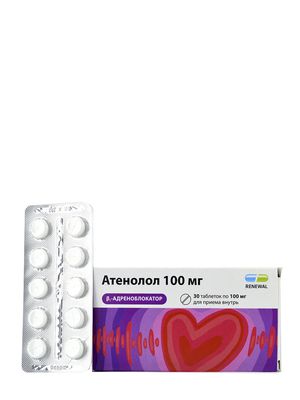 Атенолол 100 мг
β₁-АДРЕНОБЛОКАТОР
30 таблеток по 100 мг
для приема внутрь
RENEWAL